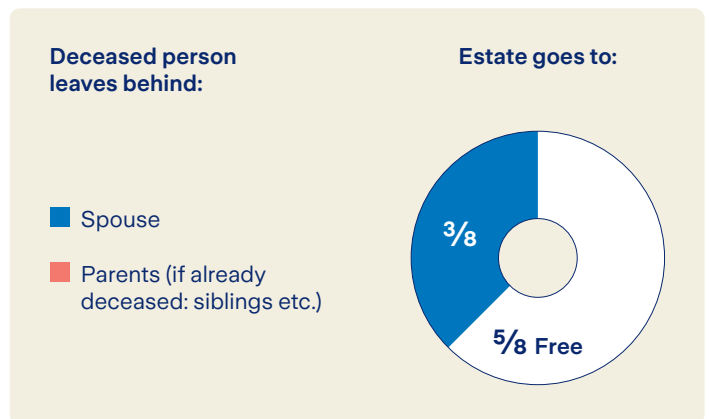 Deceased person
leaves behind:
Estate goes to:
Spouse
Parents (if already
deceased: siblings etc.)
⅜
⅝ Free